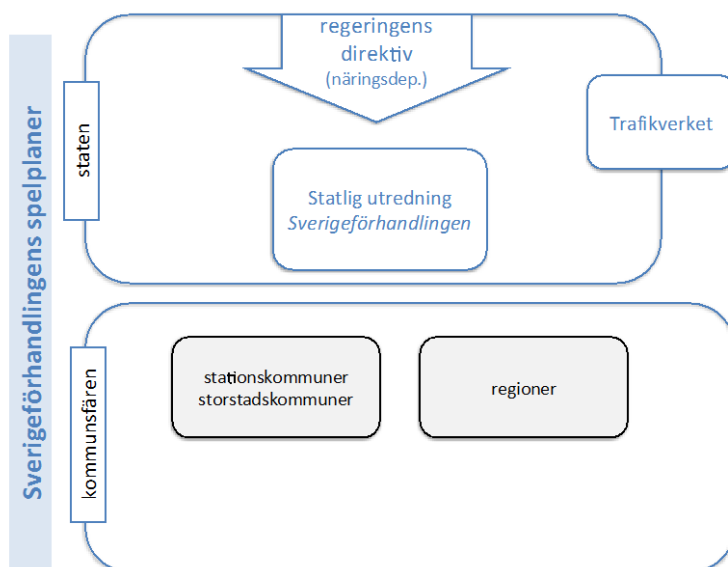 Sverigeförhandlingens spelplaner
staten
regeringens
direktiv
(näringsdep.)
Trafikverket
Statlig utredning
Sverigeförhandlingen
kommunsfären
stationskommuner
storstadskommuner
regioner